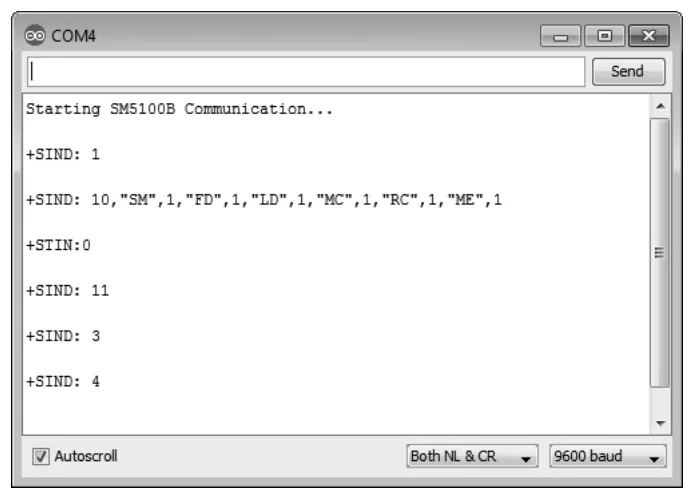 COM4
Send
Starting SM5100B Communication...
+SIND: 1
+SIND: 10,"SM",1,"FD",1,"LD",1,"MC",1,"RC",1,"ME",1
+STIN:0
+SIND: 11
+SIND: 3
+SIND: 4
Autoscroll Both NL & CR 9600 baud